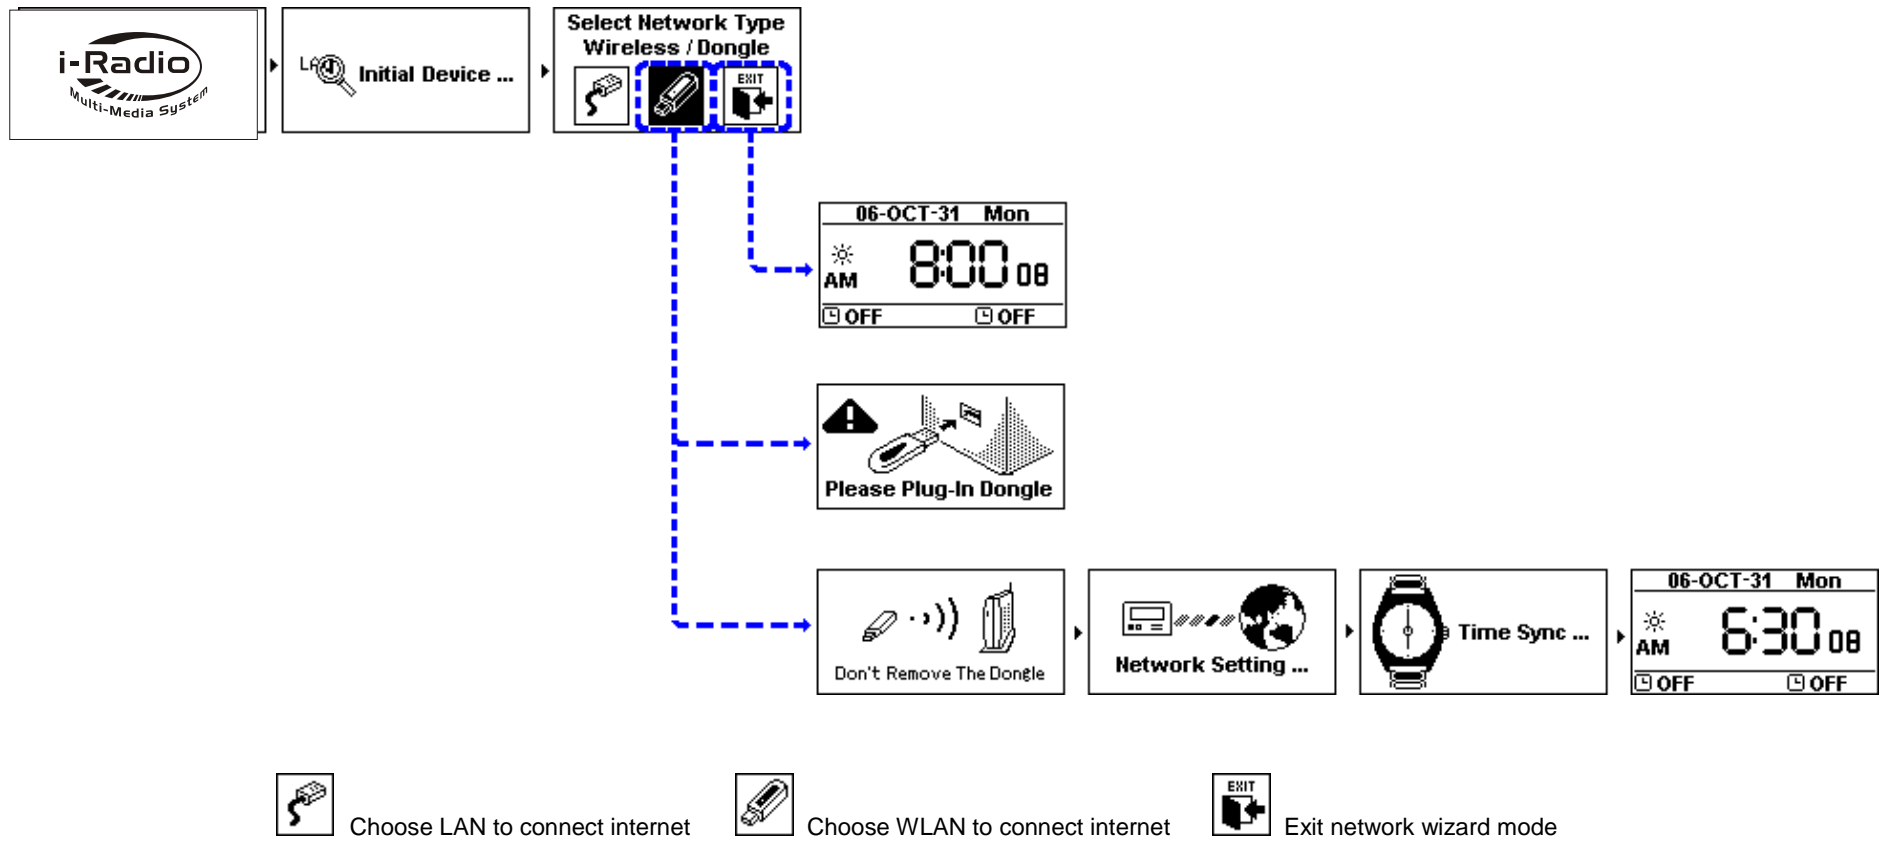 i-Radio
Multi-Media System
Initial Device ...
Select Network Type
Wireless / Dongle
EXIT
06-OCT-31 Mon
8:00 08
AM
OFF OFF
Please Plug-In Dongle
Don't Remove The Dongle
Network Setting ...
Time Sync ...
06-OCT-31 Mon
6:30 08
AM
OFF OFF
Choose LAN to connect internet
Choose WLAN to connect internet
EXIT
Exit network wizard mode